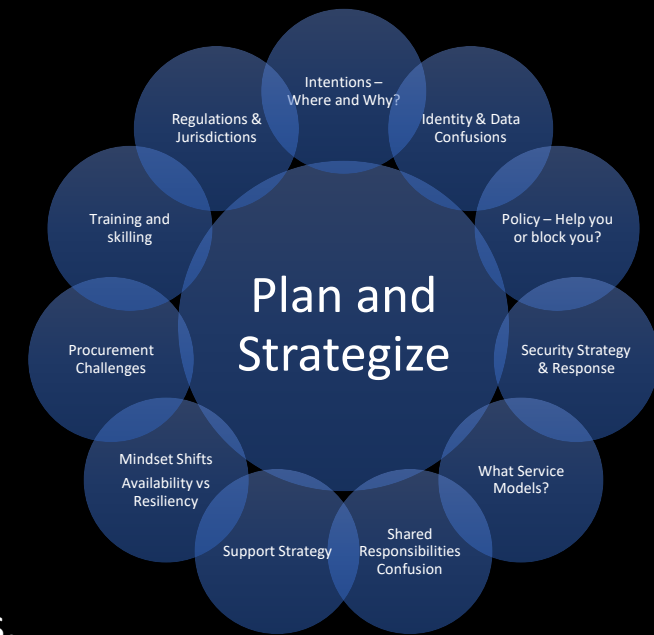 Intentions –
Where and Why?
Identity & Data
Confusions
Policy – Help you
or block you?
Security Strategy
& Response
What Service
Models?
Shared
Responsibilities
Confusion
Support Strategy
Mindset Shifts
Availability vs
Resiliency
Procurement
Challenges
Training and
skilling
Regulations &
Jurisdictions
Plan and
Strategize